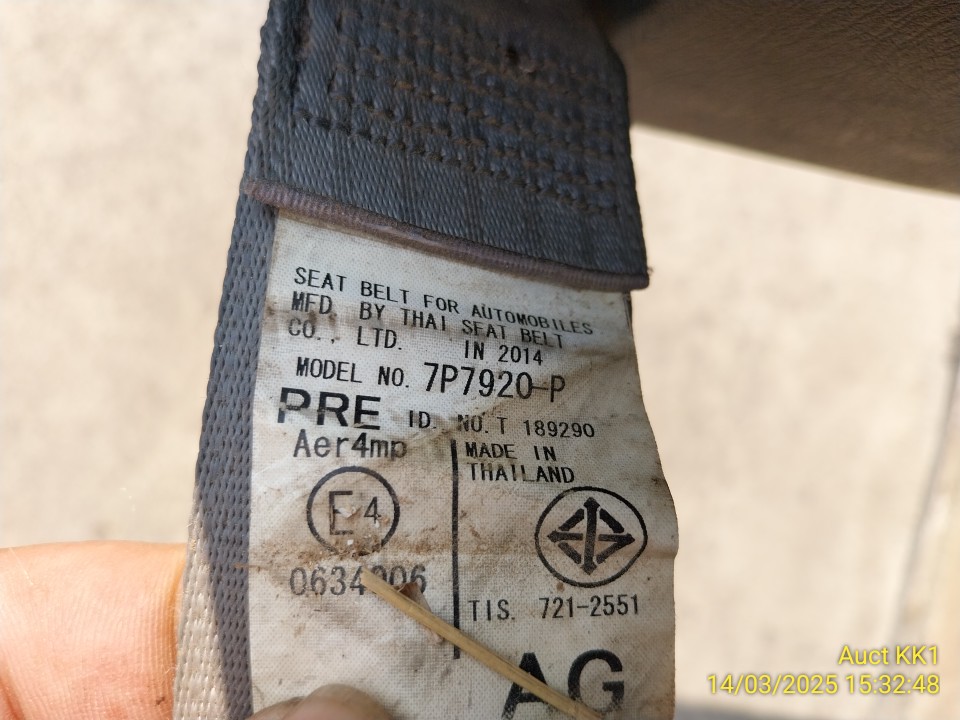 SEAT BELT FOR AUTOMOBILES
MFD. BY THAI SEAT BELT
CO., LTD. IN 2014
MODEL NO. 7P7920-P
PRE ID. NO. T 189290
Aer4mp
MADE IN
THAILAND
E4
TIS. 721-2551
AG
Auct KK1
14/03/2025 15:32:48